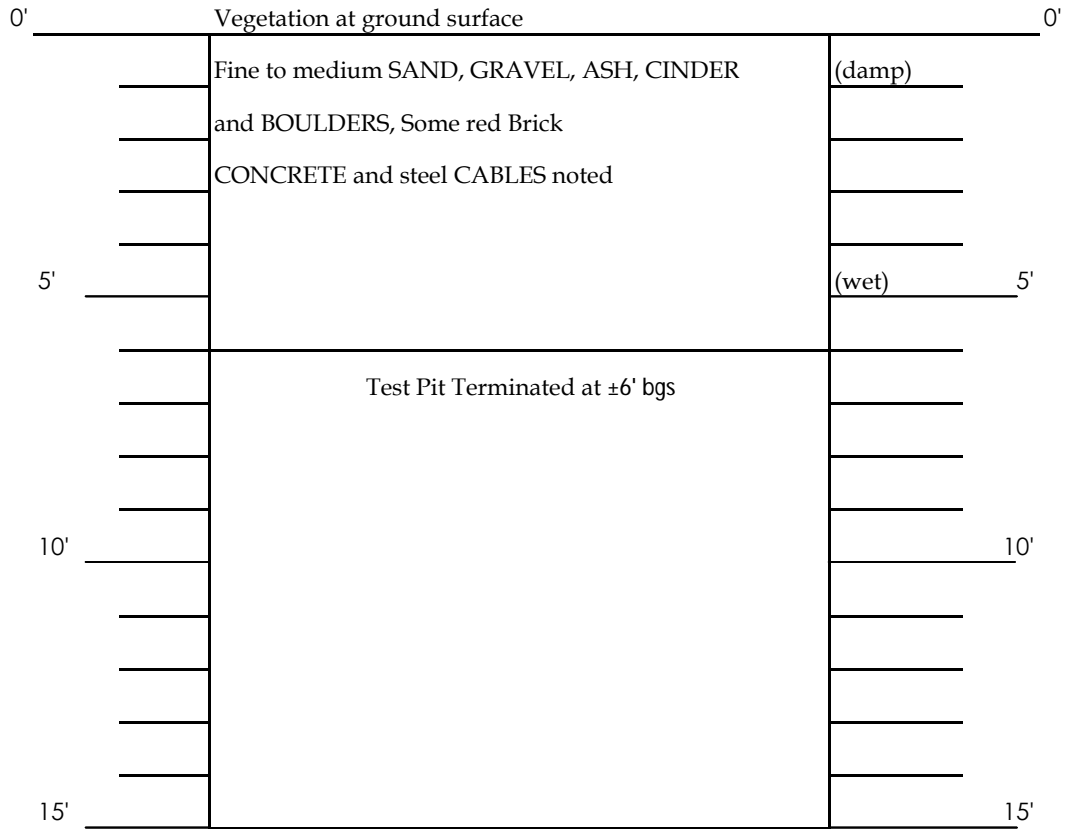 0' Vegetation at ground surface 0'
Fine to medium SAND, GRAVEL, ASH, CINDER (damp)
and BOULDERS, Some red Brick
CONCRETE and steel CABLES noted
5' (wet) 5'
Test Pit Terminated at ±6' bgs
10' 10'
15' 15'